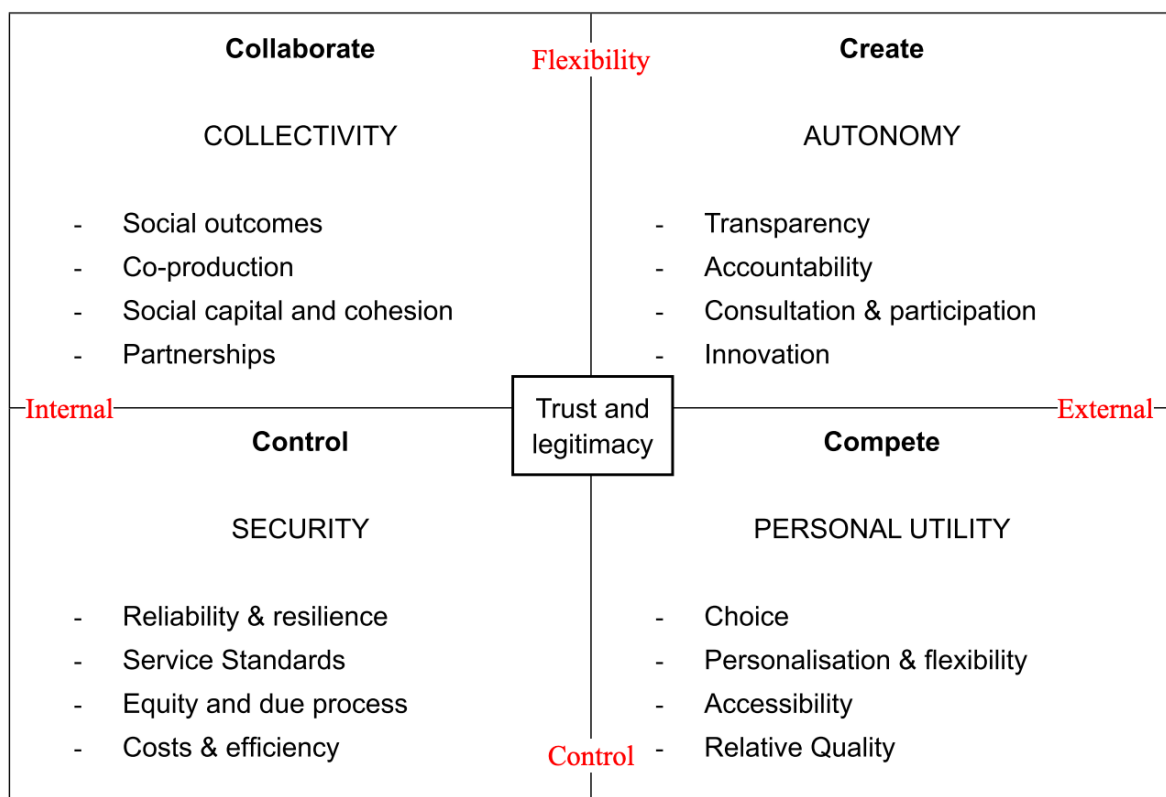 Collaborate
Flexibility
Create
COLLECTIVITY
AUTONOMY
- Social outcomes
- Co-production
- Social capital and cohesion
- Partnerships
- Transparency
- Accountability
- Consultation & participation
- Innovation
Internal
Trust and
legitimacy
External
Control
Compete
SECURITY
PERSONAL UTILITY
- Reliability & resilience
- Service Standards
- Equity and due process
- Costs & efficiency
- Choice
- Personalisation & flexibility
- Accessibility
- Relative Quality
Control